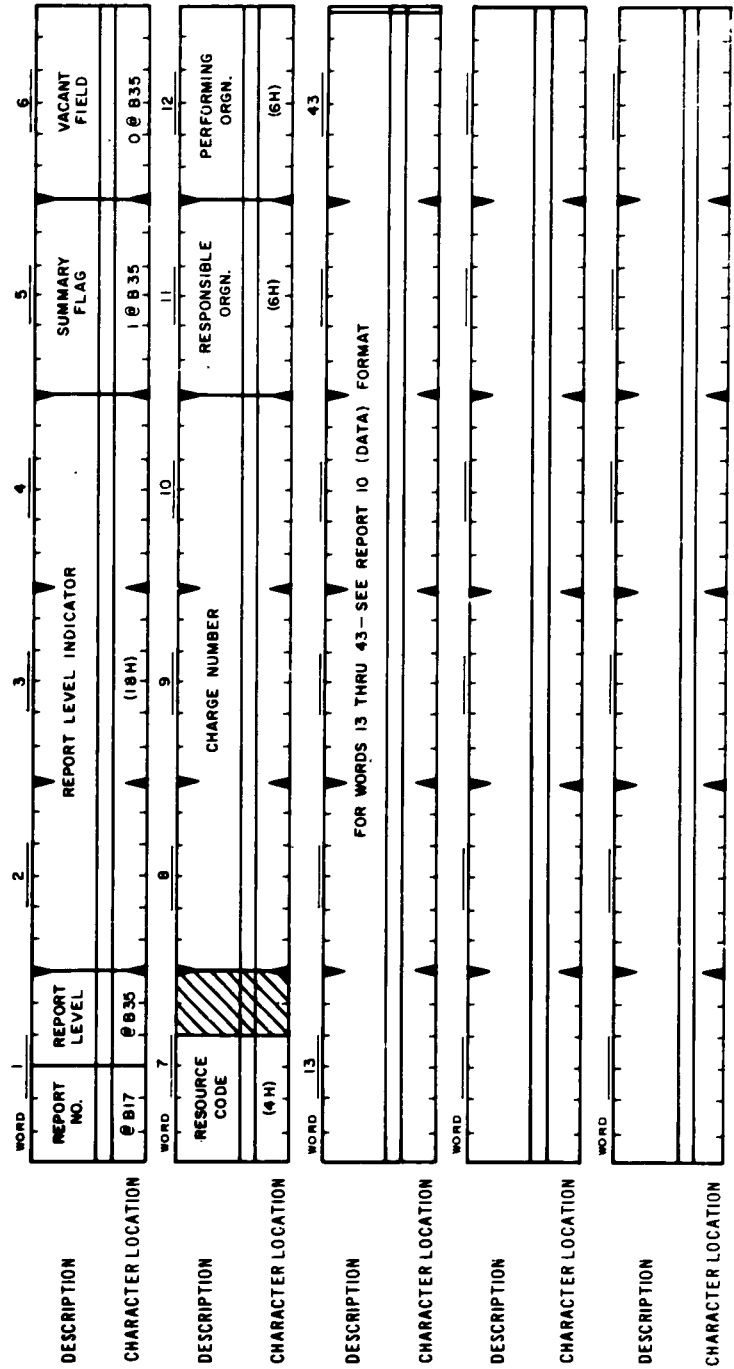 WORD 1 2 3 4 5 6
DESCRIPTION
REPORT NO.
REPORT LEVEL
REPORT LEVEL INDICATOR
SUMMARY FLAG
VACANT FIELD
CHARACTER LOCATION
@ B17
@ B35
(18H)
1 @ B35
0 @ B35
WORD 7 8 9 10 11 12
DESCRIPTION
RESOURCE CODE
CHARGE NUMBER
RESPONSIBLE ORGN.
PERFORMING ORGN.
CHARACTER LOCATION
(4H)
(6H)
(6H)
WORD 13 43
DESCRIPTION
FOR WORDS 13 THRU 43-SEE REPORT 10 (DATA) FORMAT
CHARACTER LOCATION
WORD
DESCRIPTION
CHARACTER LOCATION
WORD
DESCRIPTION
CHARACTER LOCATION